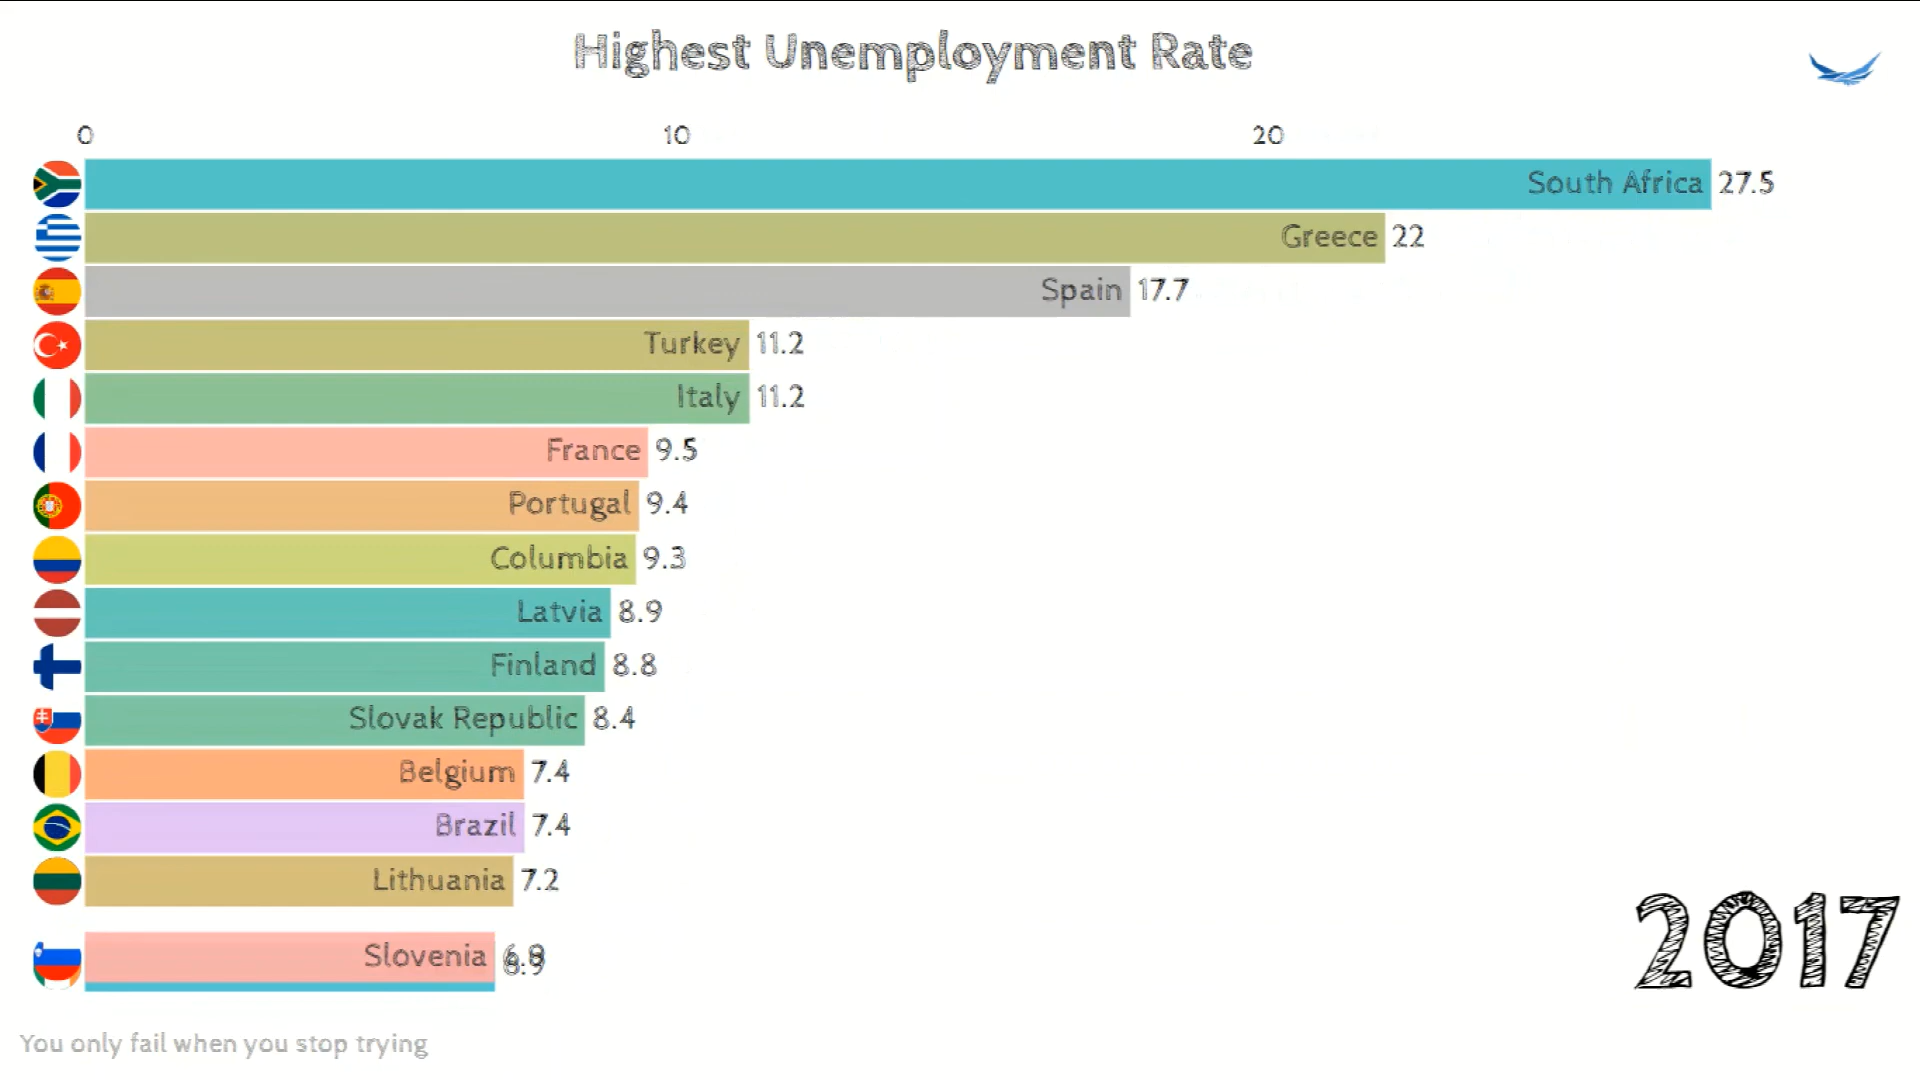 Highest Unemployment Rate
0 10 20
South Africa 27.5
Greece 22
Spain 17.7
Turkey 11.2
Italy 11.2
France 9.5
Portugal 9.4
Columbia 9.3
Latvia 8.9
Finland 8.8
Slovak Republic 8.4
Belgium 7.4
Brazil 7.4
Lithuania 7.2
Slovenia
2017
You only fail when you stop trying